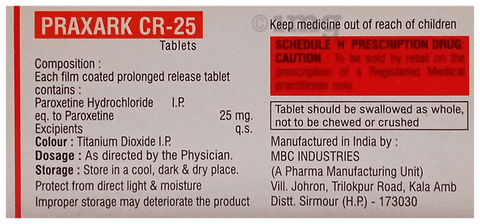 PRAXARK CR-25
Tablets
Composition :
Each film coated prolonged release tablet
contains :
Paroxetine Hydrochloride I.P.
eq. to Paroxetine 25 mg.
Excipients q.s.
Colour : Titanium Dioxide I.P.
Dosage : As directed by the Physician.
Storage : Store in a cool, dark & dry place.
Protect from direct light & moisture
Improper storage may deteriorate the product
Keep medicine out of reach of children
SCHEDULE 'H' PRESCRIPTION DRUG.
CAUTION : To be sold by retail on the
prescription of a Registered Medical
practitioner only.
Tablet should be swallowed as whole,
not to be chewed or crushed
Manufactured in India by :
MBC INDUSTRIES
(A Pharma Manufacturing Unit)
Vill. Johron, Trilokpur Road, Kala Amb
Distt. Sirmour (H.P.) - 173030